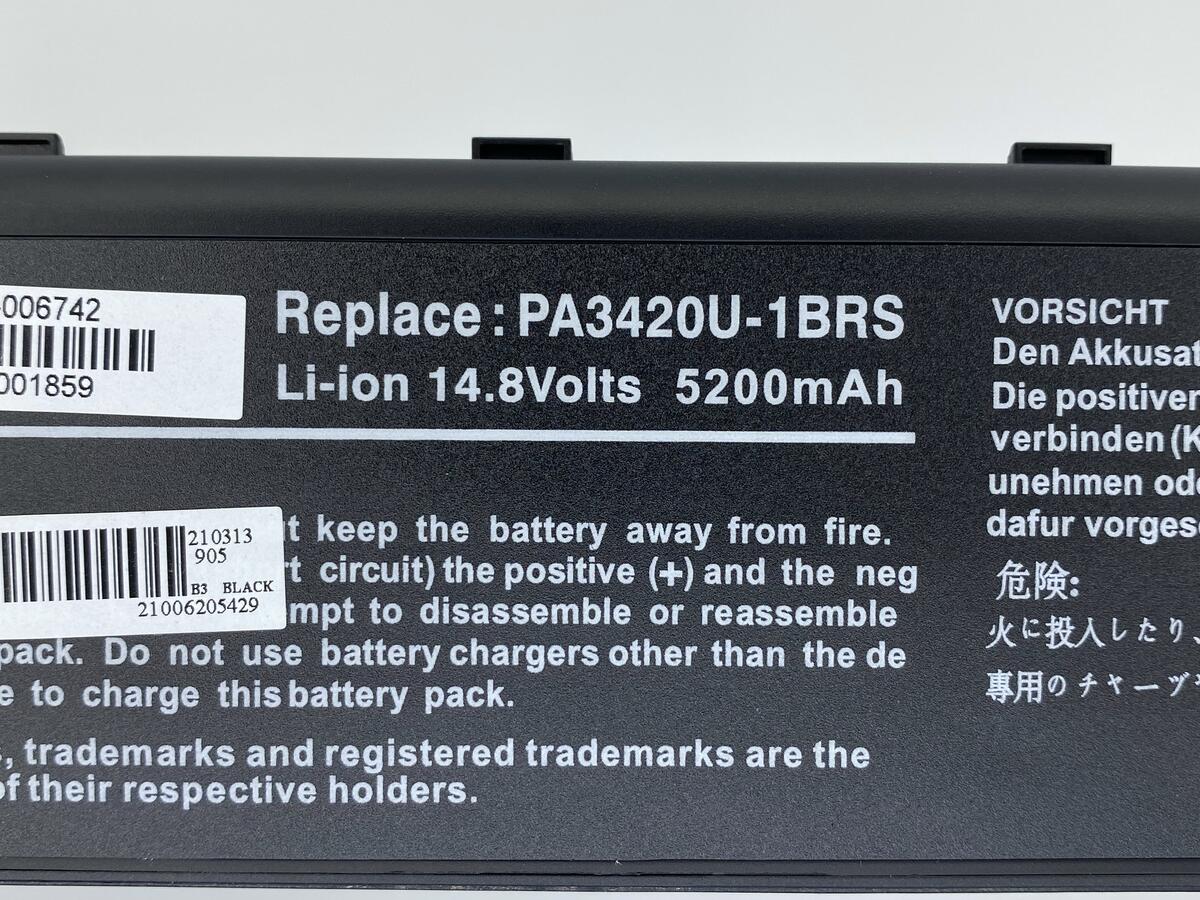 006742
001859
Replace : PA3420U-1BRS
Li-ion 14.8Volts 5200mAh
210313
905
B3 BLACK
21006205429
keep the battery away from fire.
circuit) the positive (+) and the neg
mpt to disassemble or reassemble
pack. Do not use battery chargers other than the de
e to charge this battery pack.
, trademarks and registered trademarks are the
of their respective holders.
VORSICHT
Den Akkusat
Die positiven
verbinden (K
unehmen ode
dafur vorges
危険:
火に投入したり
専用のチャーヅャ